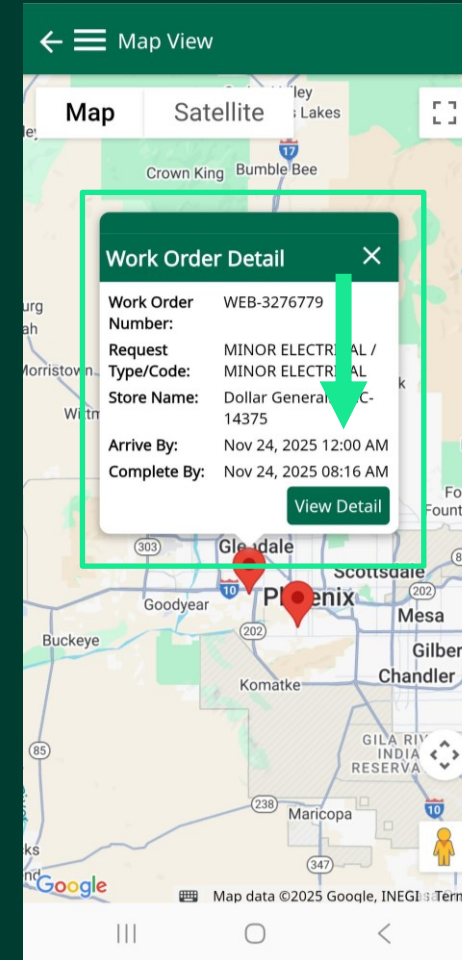 Map View
Map Satellite
Lakes
17
Crown King Bumble Bee
Work Order Detail
Work Order WEB-3276779
Number:
Request MINOR ELECTRICAL /
Type/Code: MINOR ELECTRICAL
Store Name: Dollar General
14375
Arrive By: Nov 24, 2025 12:00 AM
Complete By: Nov 24, 2025 08:16 AM
View Detail
Morristown
303
Glendale
Scottsdale
10
Phoenix
202
Goodyear
Mesa
202
Buckeye
Gilber
Chandler
Komatke
85
GILA RIV
INDIA
RESERVA
238
Maricopa
10
347
Google
Map data ©2025 Google, INEGI